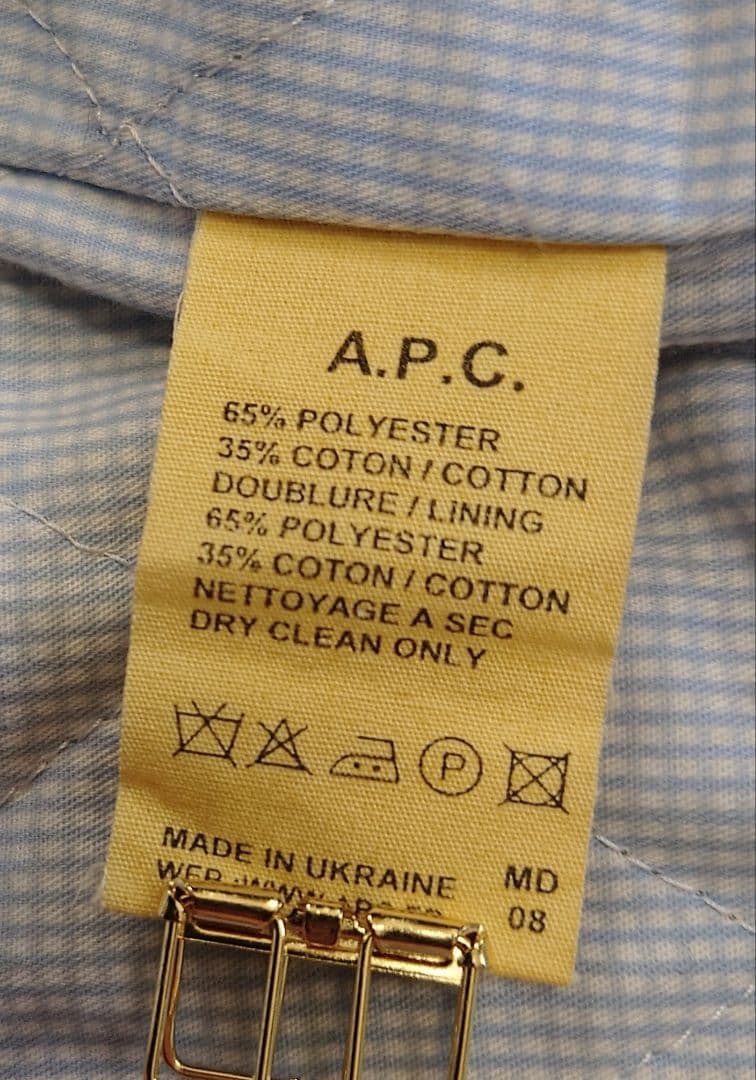 A.P.C.
65% POLYESTER
35% COTON / COTTON
DOUBLURE / LINING
65% POLYESTER
35% COTON / COTTON
NETTOYAGE A SEC
DRY CLEAN ONLY
P
MADE IN UKRAINE
MD
08